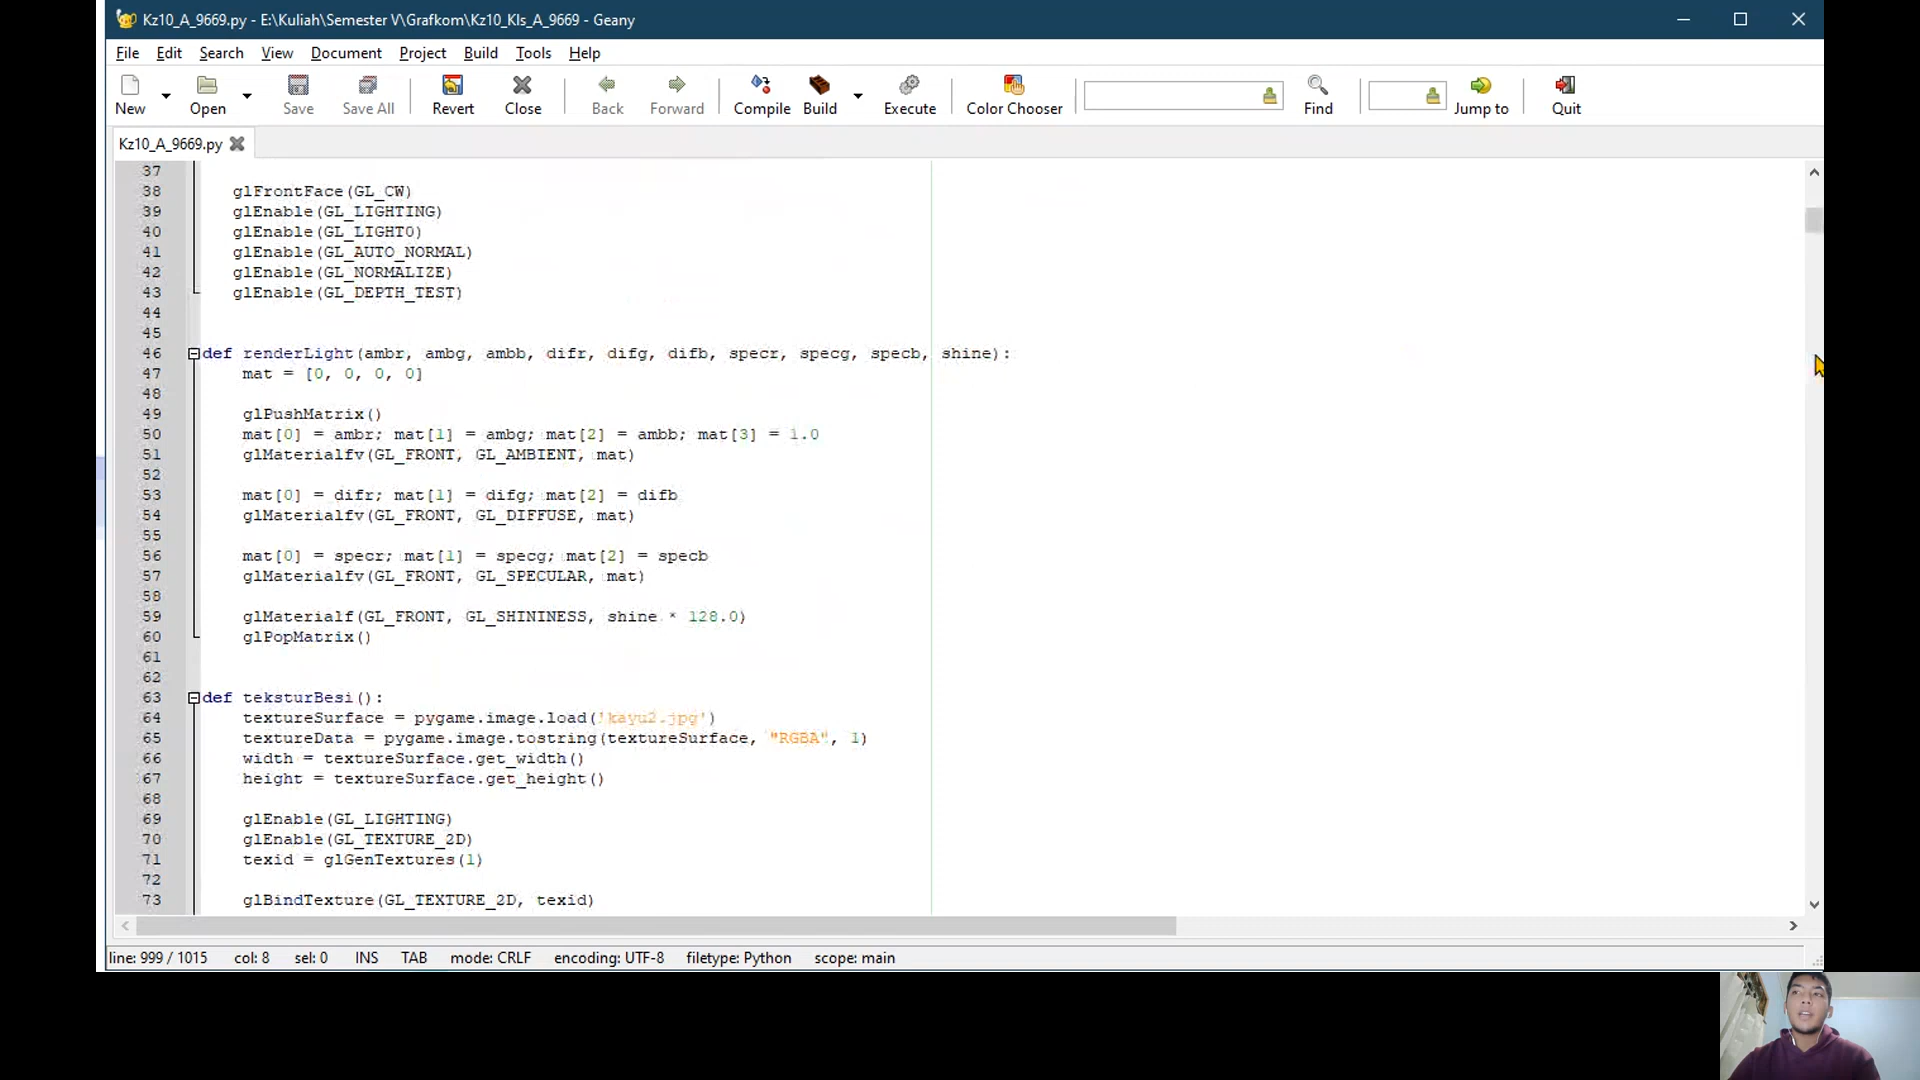 Kz10_A_9669.py - E:\Kuliah\Semester V\Grafkom\Kz10_Kls_A_9669 - Geany
File Edit Search View Document Project Build Tools Help
New Open Save Save All Revert Close Back Forward Compile Build Execute Color Chooser Find Jump to Quit
Kz10_A_9669.py
37
38 glFrontFace(GL_CW)
39 glEnable(GL_LIGHTING)
40 glEnable(GL_LIGHT0)
41 glEnable(GL_AUTO_NORMAL)
42 glEnable(GL_NORMALIZE)
43 glEnable(GL_DEPTH_TEST)
44
45
46 def renderLight(ambr, ambg, ambb, difr, difg, difb, specr, specg, specb, shine):
47 mat = [0, 0, 0, 0]
48
49 glPushMatrix()
50 mat[0] = ambr; mat[1] = ambg; mat[2] = ambb; mat[3] = 1.0
51 glMaterialfv(GL_FRONT, GL_AMBIENT, mat)
52
53 mat[0] = difr; mat[1] = difg; mat[2] = difb
54 glMaterialfv(GL_FRONT, GL_DIFFUSE, mat)
55
56 mat[0] = specr; mat[1] = specg; mat[2] = specb
57 glMaterialfv(GL_FRONT, GL_SPECULAR, mat)
58
59 glMaterialf(GL_FRONT, GL_SHININESS, shine * 128.0)
60 glPopMatrix()
61
62
63 def teksturBesi():
64 textureSurface = pygame.image.load('kayu2.jpg')
65 textureData = pygame.image.tostring(textureSurface, "RGBA", 1)
66 width = textureSurface.get_width()
67 height = textureSurface.get_height()
68
69 glEnable(GL_LIGHTING)
70 glEnable(GL_TEXTURE_2D)
71 texid = glGenTextures(1)
72
73 glBindTexture(GL_TEXTURE_2D, texid)
line: 999 / 1015 col: 8 sel: 0 INS TAB mode: CRLF encoding: UTF-8 filetype: Python scope: main